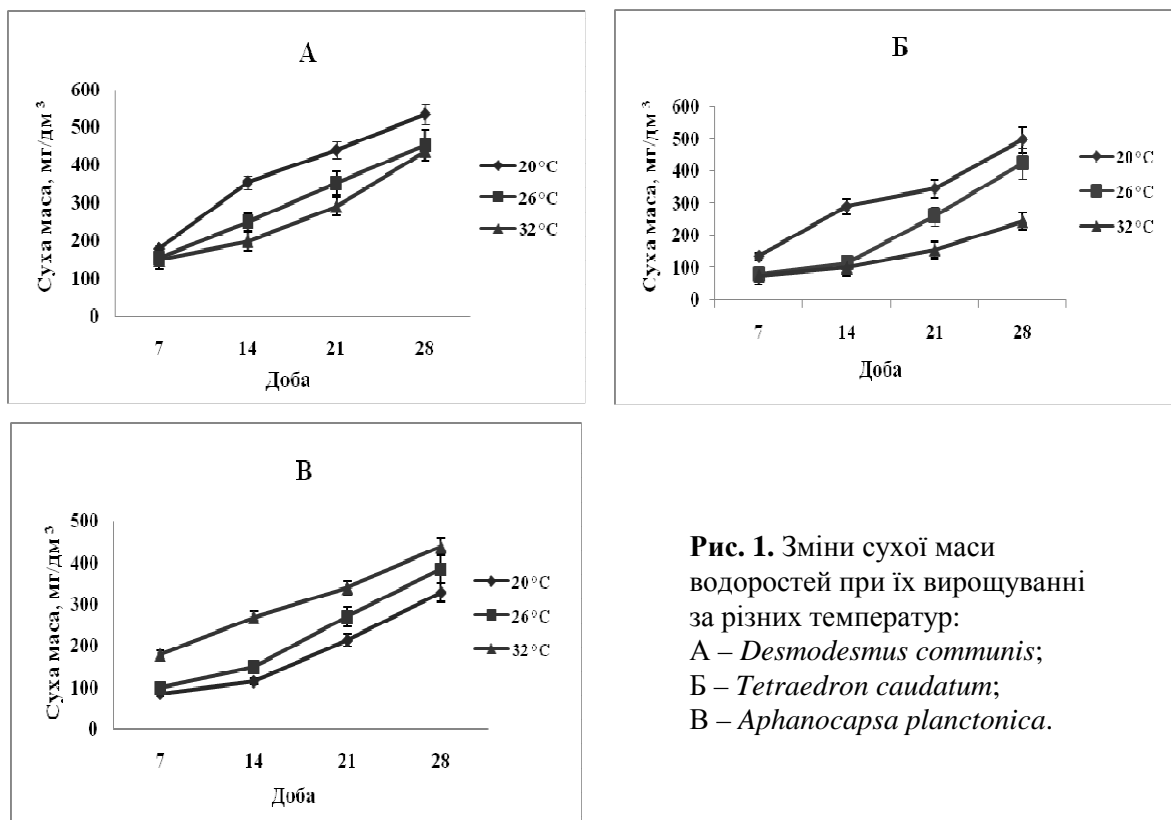 А
Суха маса, мг/дм³
600
500
400
300
200
100
0
7 14 21 28
Доба
20°C
26°C
32°C
Б
Суха маса, мг/дм³
600
500
400
300
200
100
0
7 14 21 28
Доба
20°C
26°C
32°C
В
Суха маса, мг/дм³
500
400
300
200
100
0
7 14 21 28
Доба
20°C
26°C
32°C
Рис. 1. Зміни сухої маси
водоростей при їх вирощуванні
за різних температур:
А – Desmodesmus communis;
Б – Tetraedron caudatum;
В – Aphanocapsa planctonica.